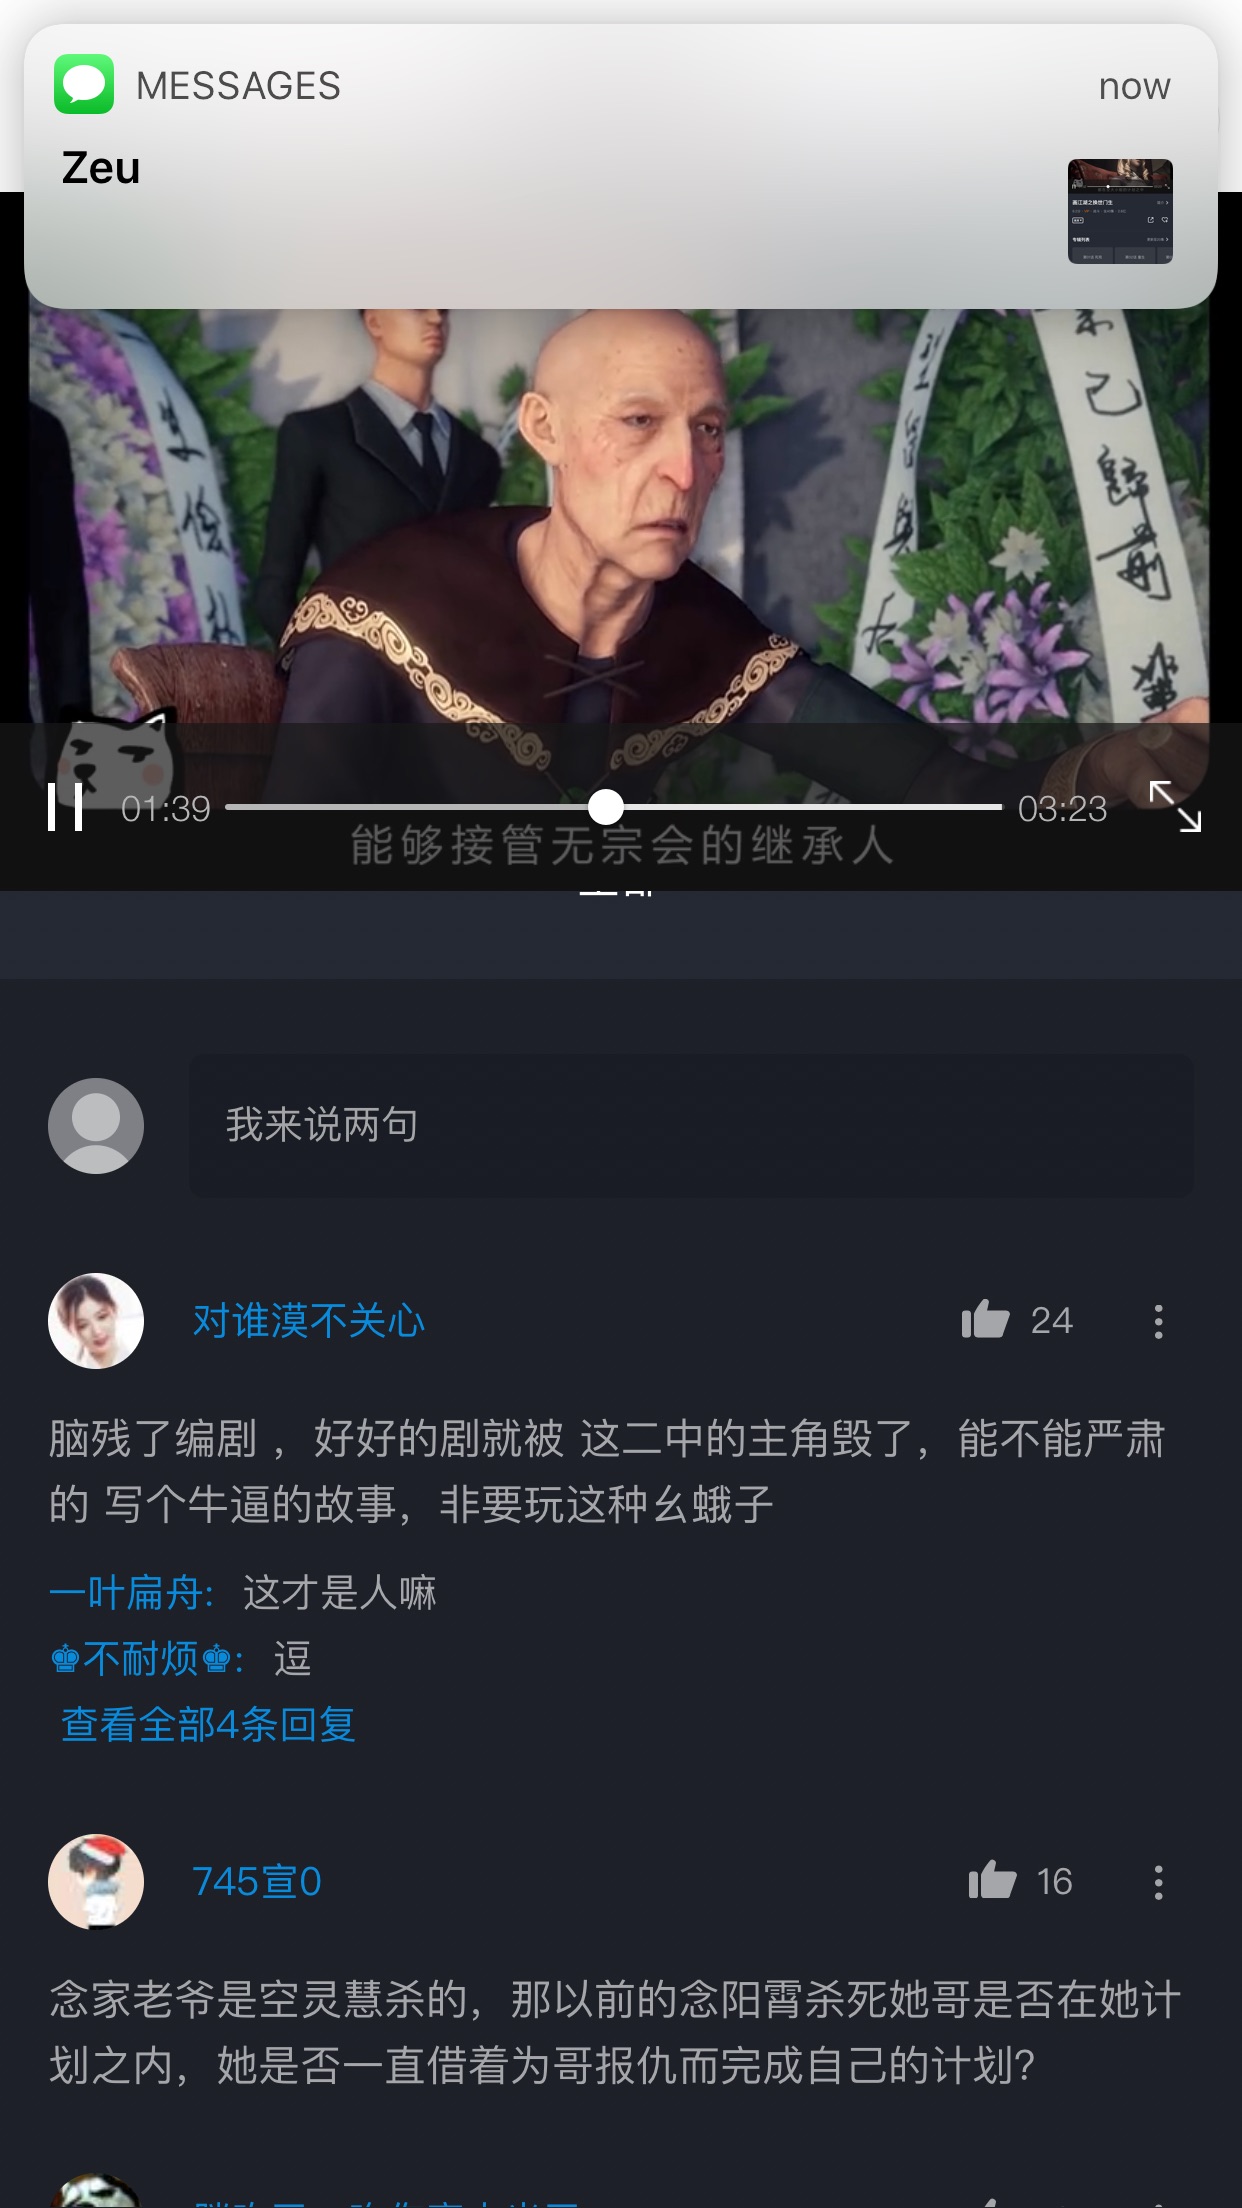 MESSAGES
now
Zeu
己
歸
前
01:39
03:23
能够接管无宗会的继承人
我来说两句
对谁漠不关心
24
脑残了编剧 ，好好的剧就被 这二中的主角毁了，能不能严肃
的 写个牛逼的故事，非要玩这种幺蛾子
一叶扁舟: 这才是人嘛
♚不耐烦♚: 逗
查看全部4条回复
745宣0
16
念家老爷是空灵慧杀的，那以前的念阳霄杀死她哥是否在她计
划之内，她是否一直借着为哥报仇而完成自己的计划?